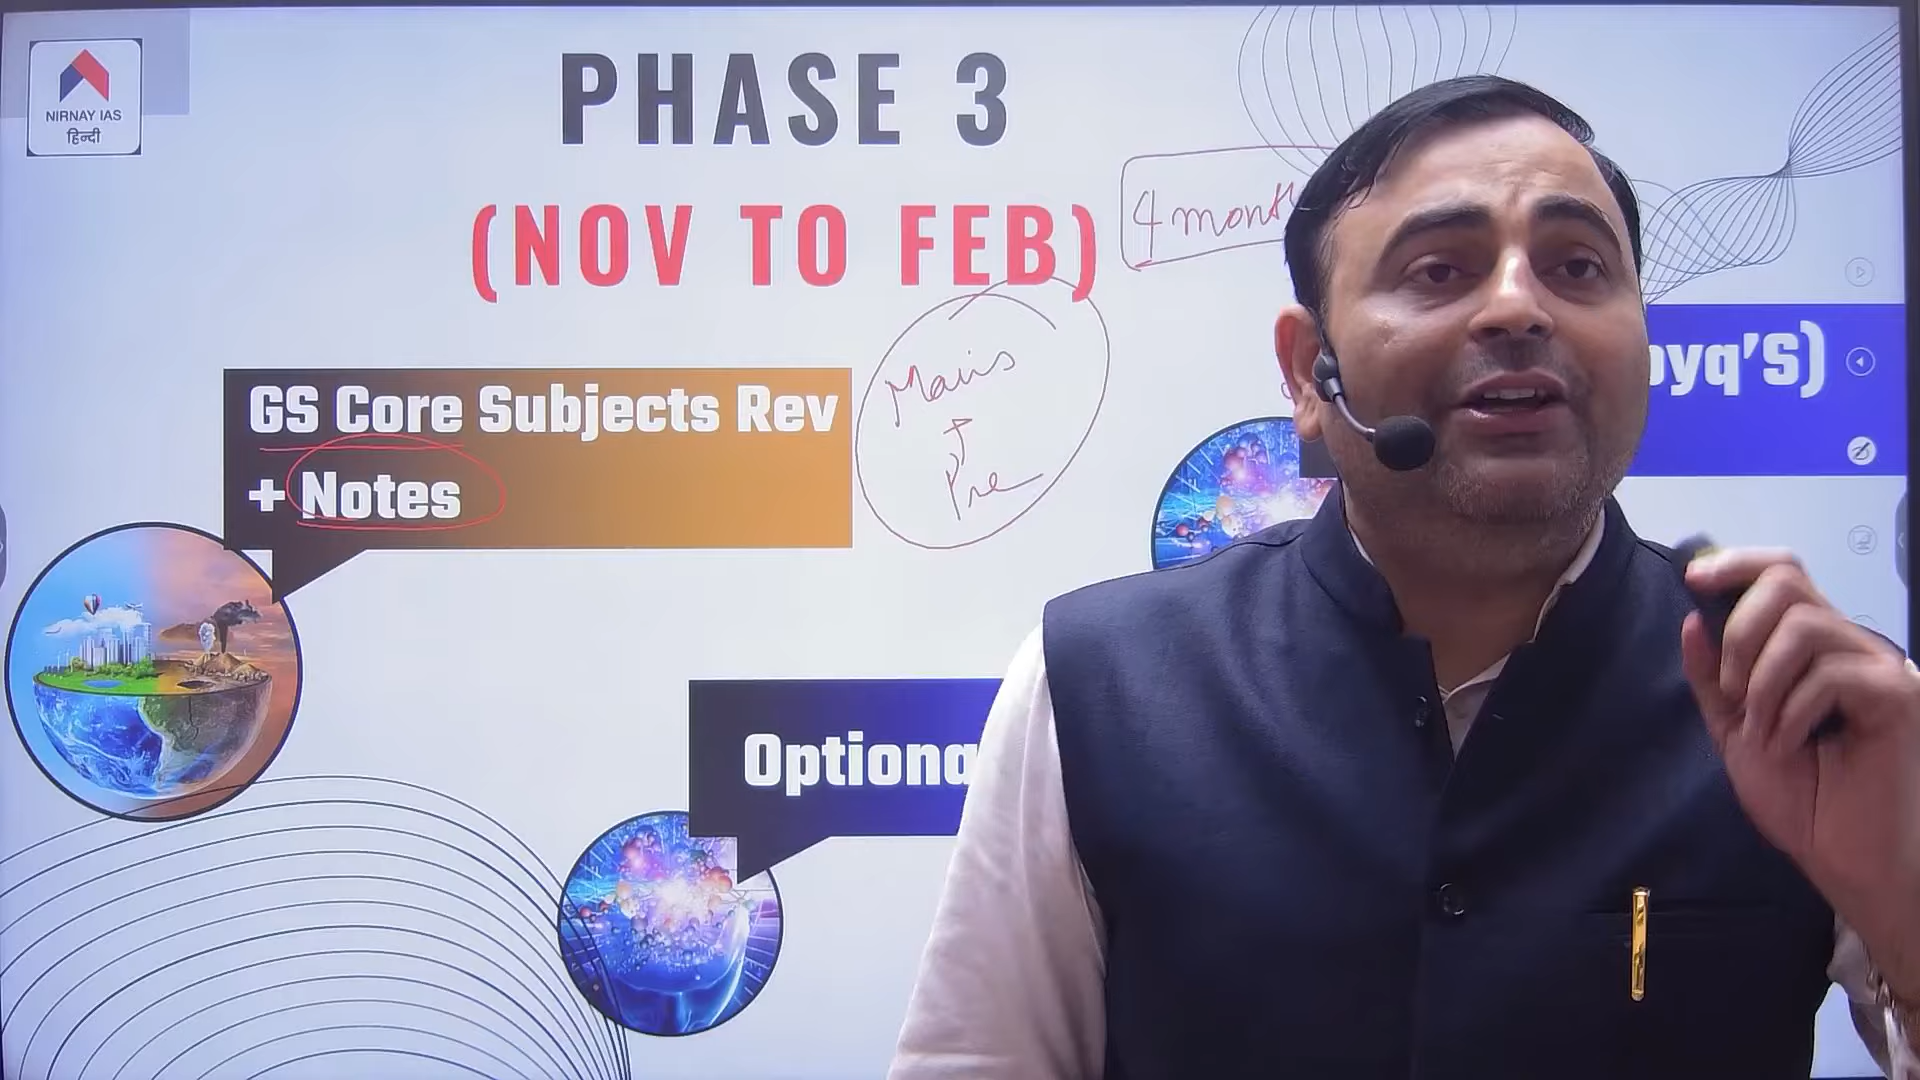 NIRNAY IAS
हिन्दी
PHASE 3
(NOV TO FEB)
4 month
GS Core Subjects Rev
+ Notes
Mains
Pre
pyq'S)
Optiona